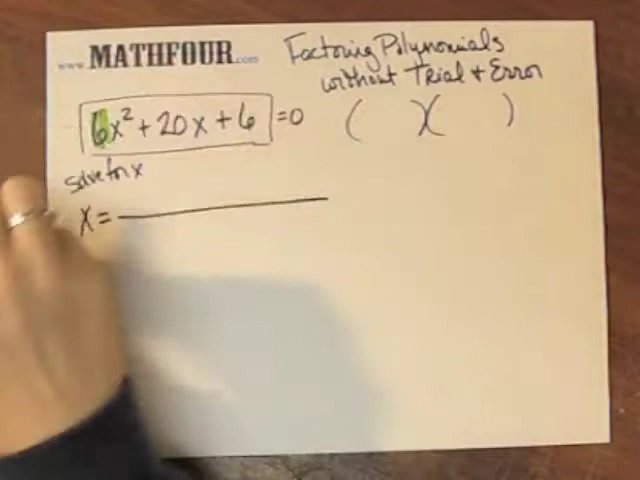 www.MATHFOUR.com
Factoring Polynomials
without Trial + Error
6x² + 20x + 6 = 0 ( )( )
solve for x
x =